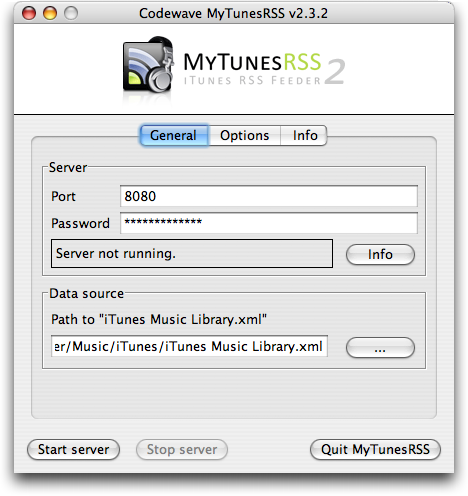 Codewave MyTunesRSS v2.3.2
MYTUNESRSS
ITUNES RSS FEEDER 2
General Options Info
Server
Port 8080
Password *************
Server not running. Info
Data source
Path to "iTunes Music Library.xml"
er/Music/iTunes/iTunes Music Library.xml ...
Start server Stop server Quit MyTunesRSS